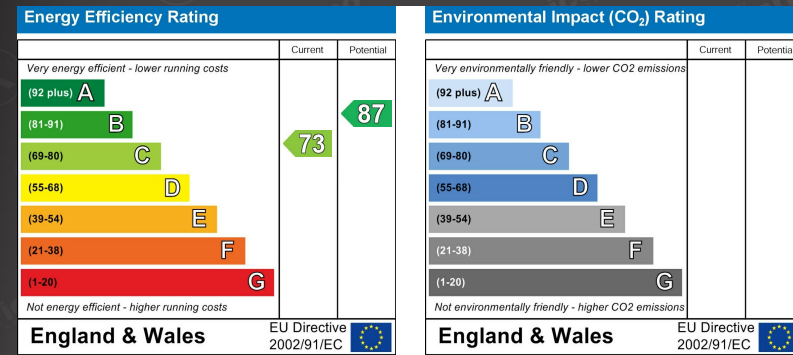 Energy Efficiency Rating
Current Potential
Very energy efficient - lower running costs
(92 plus) A
(81-91) B
(69-80) C
(55-68) D
(39-54) E
(21-38) F
(1-20) G
73
87
Not energy efficient - higher running costs
England & Wales
EU Directive
2002/91/EC
Environmental Impact (CO₂) Rating
Current Potential
Very environmentally friendly - lower CO2 emissions
(92 plus) A
(81-91) B
(69-80) C
(55-68) D
(39-54) E
(21-38) F
(1-20) G
Not environmentally friendly - higher CO2 emissions
England & Wales
EU Directive
2002/91/EC